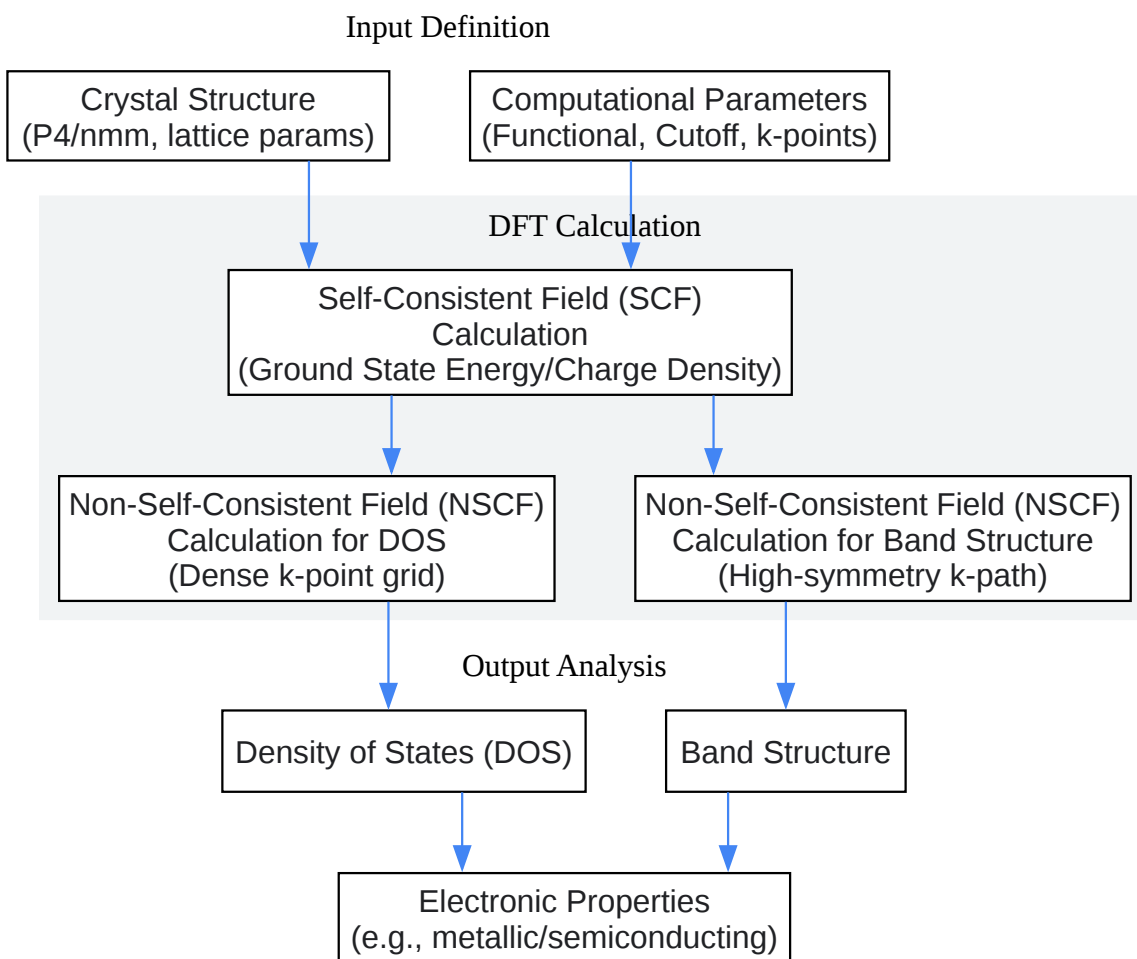 Input Definition
Crystal Structure
(P4/nmm, lattice params)
Computational Parameters
(Functional, Cutoff, k-points)
DFT Calculation
Self-Consistent Field (SCF)
Calculation
(Ground State Energy/Charge Density)
Non-Self-Consistent Field (NSCF)
Calculation for DOS
(Dense k-point grid)
Non-Self-Consistent Field (NSCF)
Calculation for Band Structure
(High-symmetry k-path)
Output Analysis
Density of States (DOS)
Band Structure
Electronic Properties
(e.g., metallic/semiconducting)